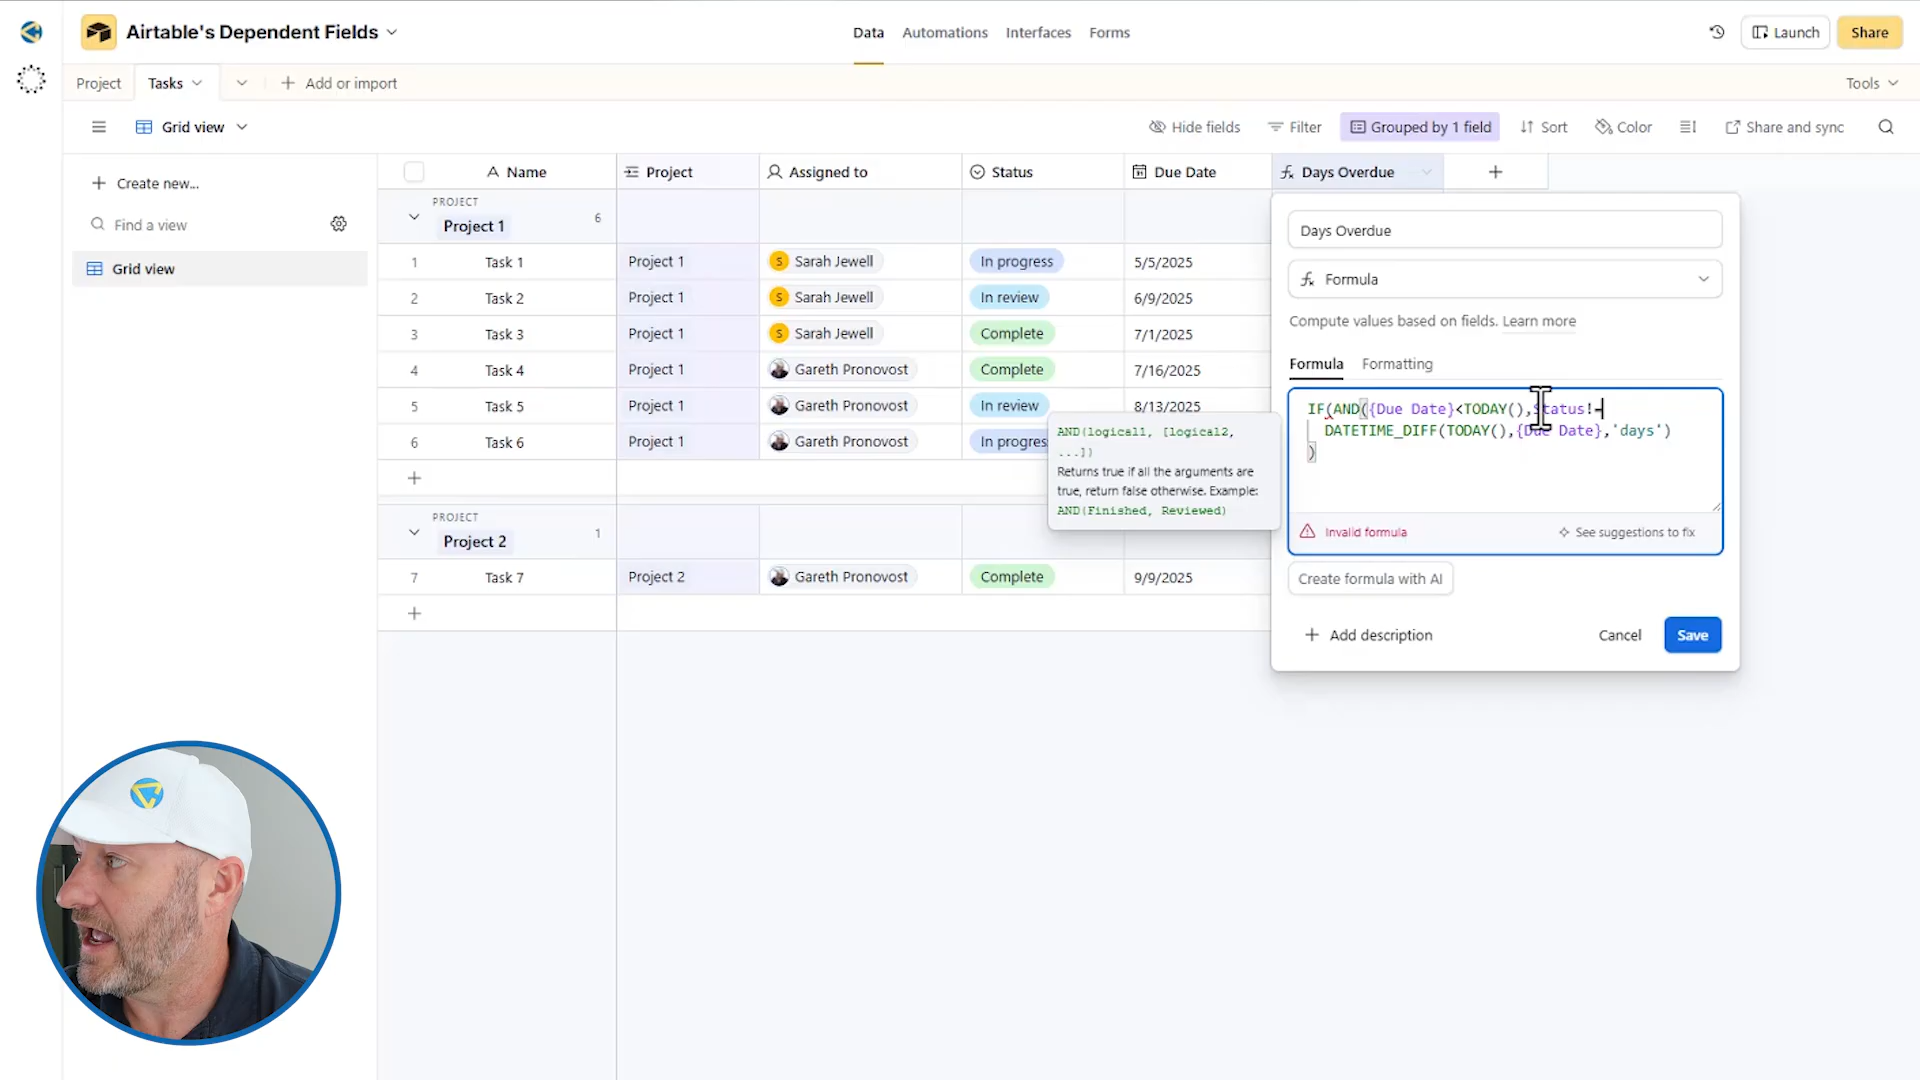 Airtable's Dependent Fields
Data
Automations
Interfaces
Forms
Launch
Share
Project
Tasks
Add or import
Tools
Grid view
Hide fields
Filter
Grouped by 1 field
Sort
Color
Share and sync
Create new...
Find a view
Grid view
Name
Project
Assigned to
Status
Due Date
Days Overdue
PROJECT
Project 1
6
1 Task 1 Project 1 S Sarah Jewell In progress 5/5/2025
2 Task 2 Project 1 S Sarah Jewell In review 6/9/2025
3 Task 3 Project 1 S Sarah Jewell Complete 7/1/2025
4 Task 4 Project 1 Gareth Pronovost Complete 7/16/2025
5 Task 5 Project 1 Gareth Pronovost In review 8/13/2025
6 Task 6 Project 1 Gareth Pronovost In progress
PROJECT
Project 2
1
7 Task 7 Project 2 Gareth Pronovost Complete 9/9/2025
AND(logical1, [logical2,
...])
Returns true if all the arguments are
true, return false otherwise. Example:
AND(Finished, Reviewed)
Days Overdue
Formula
Compute values based on fields. Learn more
Formula
Formatting
IF(AND({Due Date}<TODAY(),Status!=
DATETIME_DIFF(TODAY(),{Due Date},'days')
)
Invalid formula
See suggestions to fix
Create formula with AI
Add description
Cancel
Save